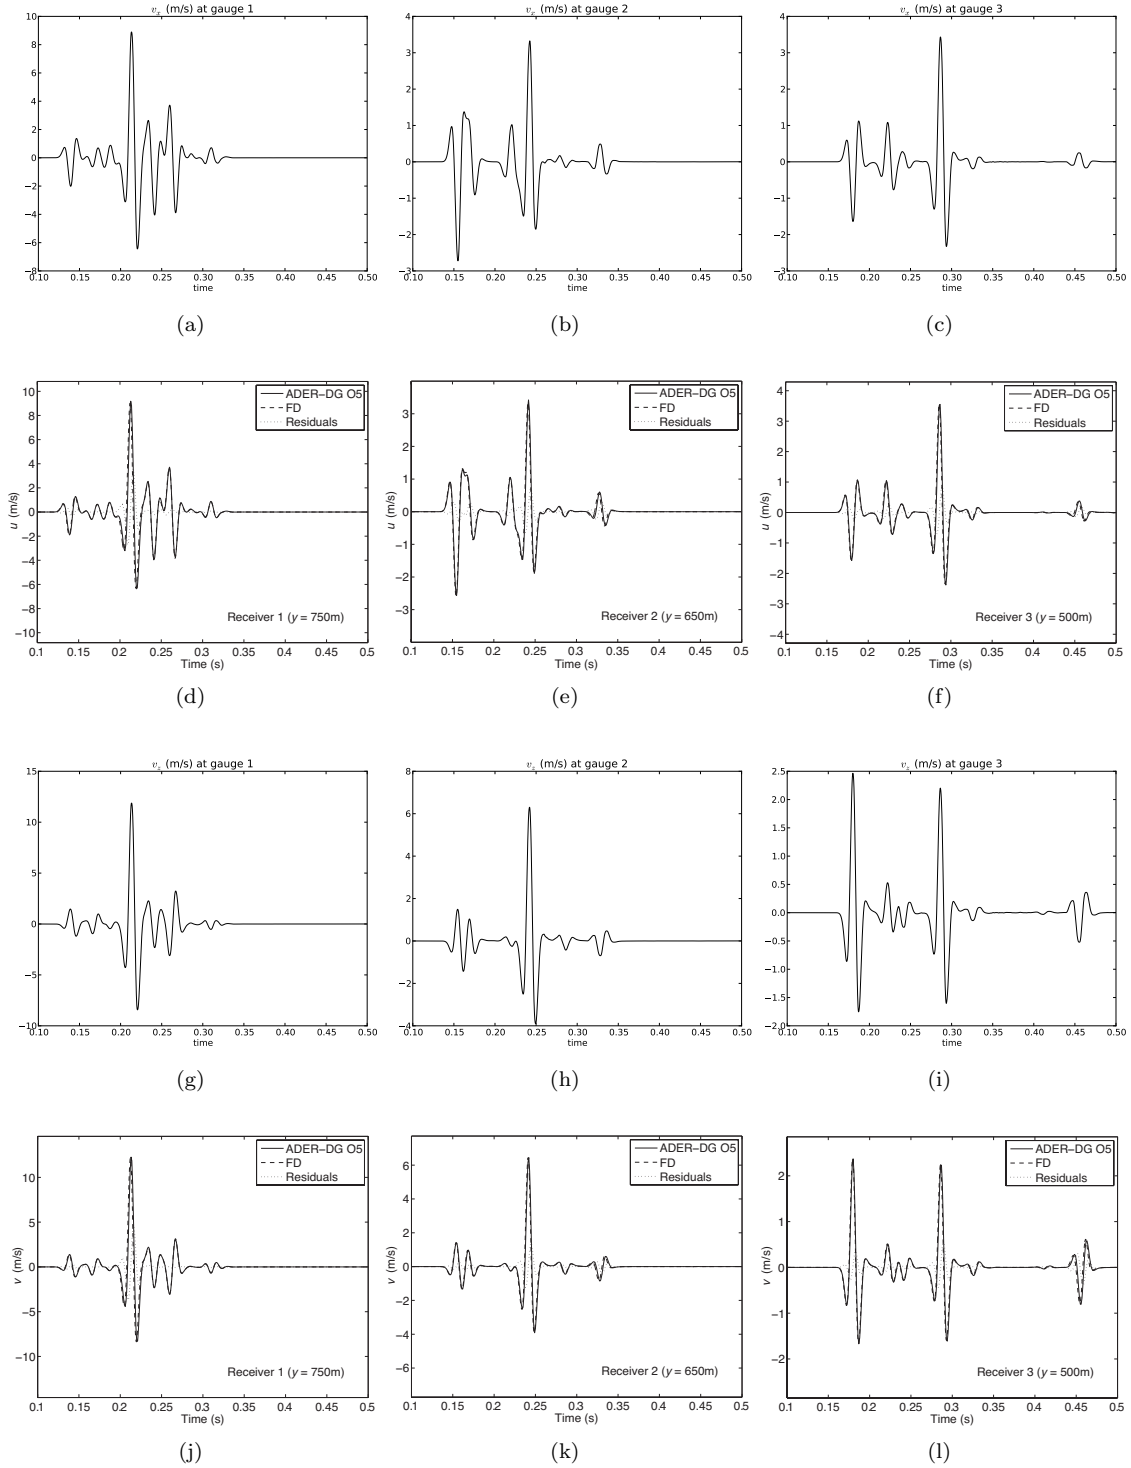 v_x (m/s) at gauge 1
10
8
6
4
2
0
−2
−4
−6
−8
0.10 0.15 0.20 0.25 0.30 0.35 0.40 0.45 0.50
time
(a)
v_x (m/s) at gauge 2
4
3
2
1
0
−1
−2
−3
0.10 0.15 0.20 0.25 0.30 0.35 0.40 0.45 0.50
time
(b)
v_x (m/s) at gauge 3
4
3
2
1
0
−1
−2
−3
0.10 0.15 0.20 0.25 0.30 0.35 0.40 0.45 0.50
time
(c)
ADER−DG O5
FD
Residuals
10
8
6
4
2
0
−2
−4
−6
−8
−10
u (m/s)
Receiver 1 (y = 750m)
0.1 0.15 0.2 0.25 0.3 0.35 0.4 0.45 0.5
Time (s)
(d)
ADER−DG O5
FD
Residuals
3
2
1
0
−1
−2
−3
u (m/s)
Receiver 2 (y = 650m)
0.1 0.15 0.2 0.25 0.3 0.35 0.4 0.45 0.5
Time (s)
(e)
ADER−DG O5
FD
Residuals
4
3
2
1
0
−1
−2
−3
−4
u (m/s)
Receiver 3 (y = 500m)
0.1 0.15 0.2 0.25 0.3 0.35 0.4 0.45 0.5
Time (s)
(f)
v_z (m/s) at gauge 1
15
10
5
0
−5
−10
0.10 0.15 0.20 0.25 0.30 0.35 0.40 0.45 0.50
time
(g)
v_z (m/s) at gauge 2
8
6
4
2
0
−2
−4
0.10 0.15 0.20 0.25 0.30 0.35 0.40 0.45 0.50
time
(h)
v_z (m/s) at gauge 3
2.5
2.0
1.5
1.0
0.5
0.0
−0.5
−1.0
−1.5
−2.0
0.10 0.15 0.20 0.25 0.30 0.35 0.40 0.45 0.50
time
(i)
ADER−DG O5
FD
Residuals
10
5
0
−5
−10
v (m/s)
Receiver 1 (y = 750m)
0.1 0.15 0.2 0.25 0.3 0.35 0.4 0.45 0.5
Time (s)
(j)
ADER−DG O5
FD
Residuals
6
4
2
0
−2
−4
−6
v (m/s)
Receiver 2 (y = 650m)
0.1 0.15 0.2 0.25 0.3 0.35 0.4 0.45 0.5
Time (s)
(k)
ADER−DG O5
FD
Residuals
2
1
0
−1
−2
v (m/s)
Receiver 3 (y = 500m)
0.1 0.15 0.2 0.25 0.3 0.35 0.4 0.45 0.5
Time (s)
(l)